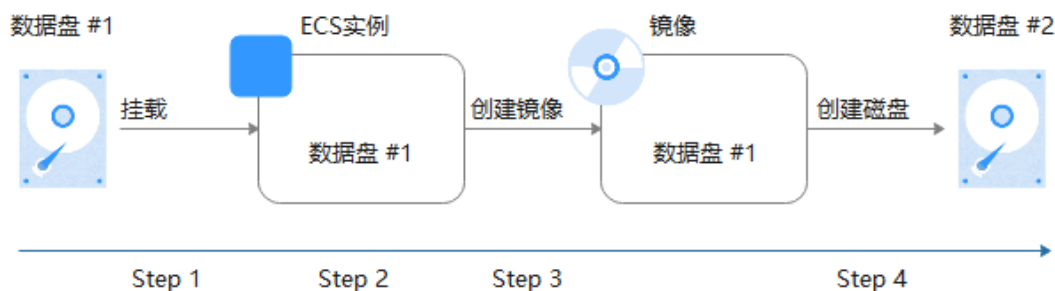 数据盘 #1
ECS实例
镜像
数据盘 #2
挂载
创建镜像
创建磁盘
数据盘 #1
数据盘 #1
Step 1
Step 2
Step 3
Step 4